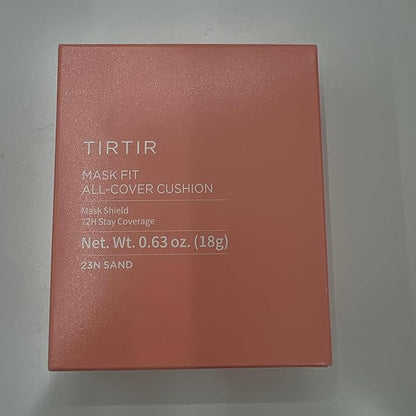 TIRTIR
MASK FIT
ALL-COVER CUSHION
Mask Shield
72H Stay Coverage
Net. Wt. 0.63 oz. (18g)
23N SAND